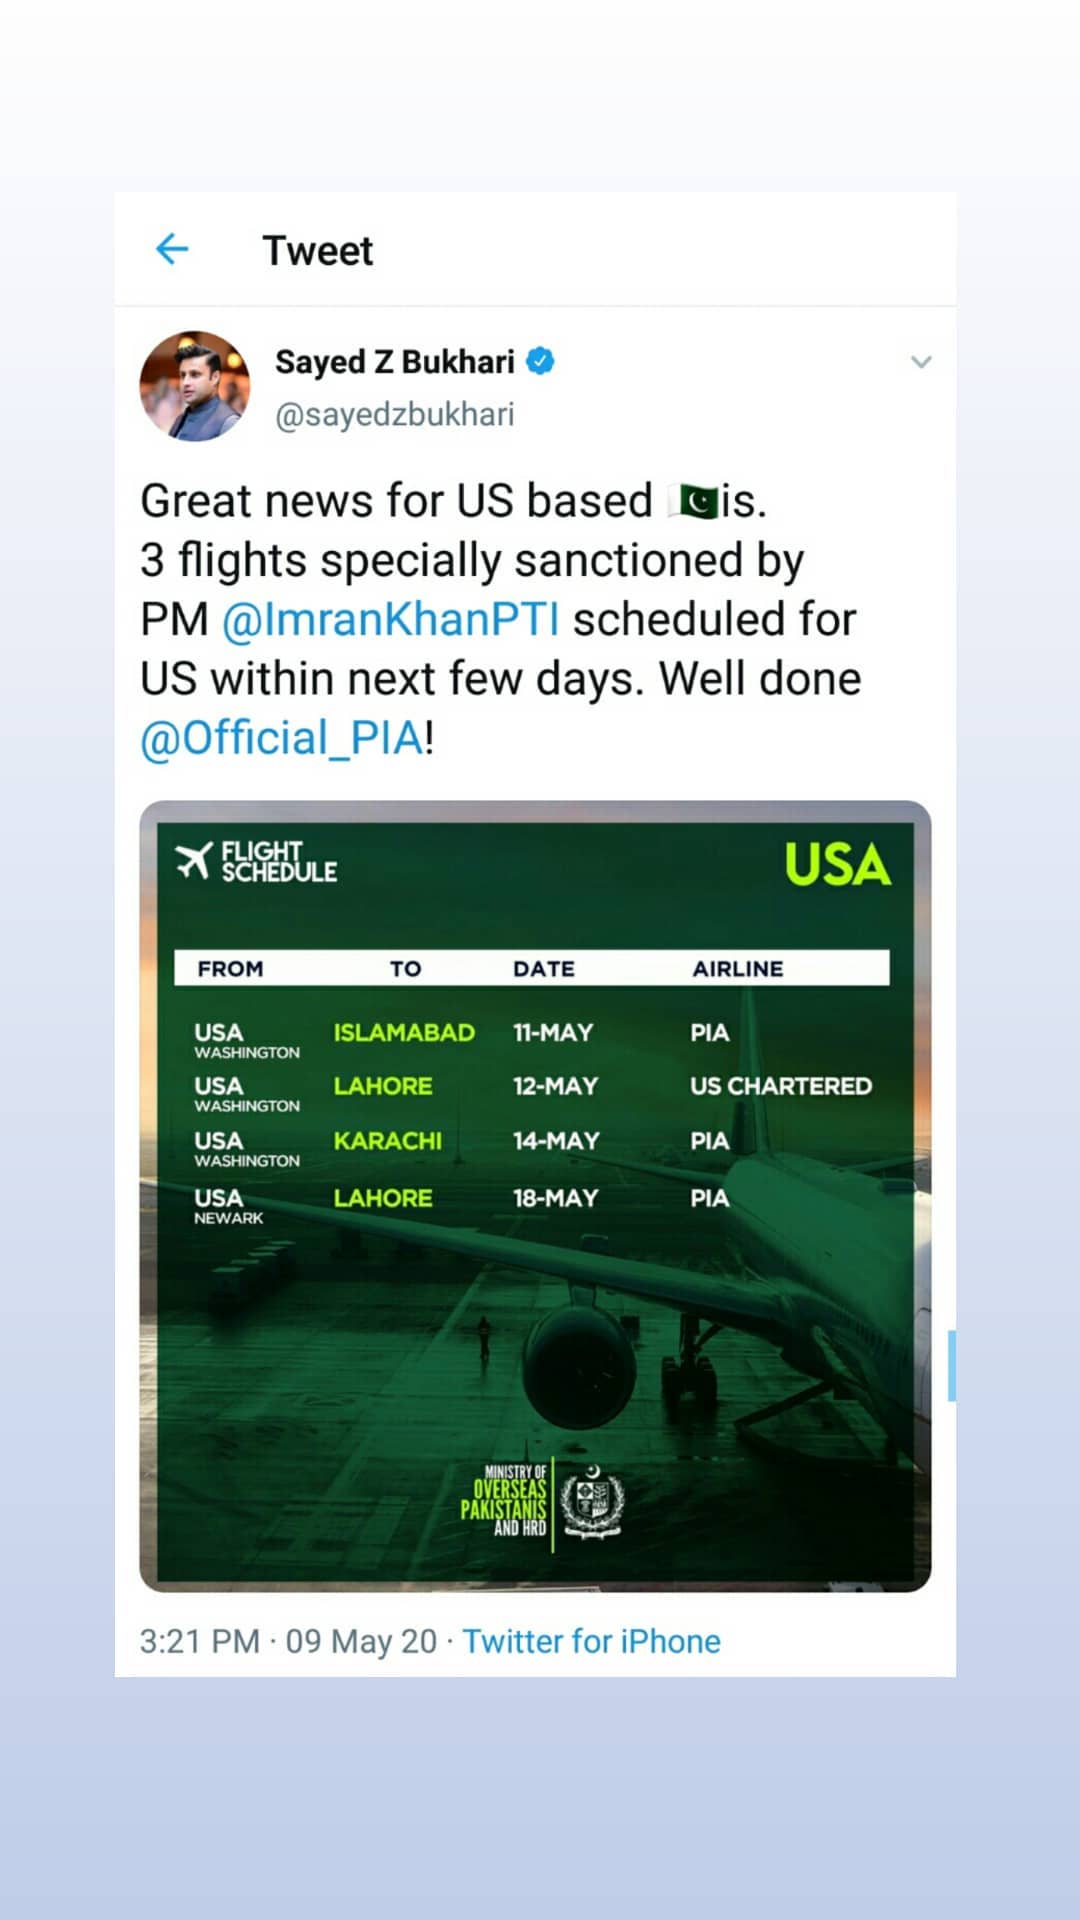 Tweet
Sayed Z Bukhari
@sayedzbukhari
Great news for US based 🇵🇰is.
3 flights specially sanctioned by
PM @ImranKhanPTI scheduled for
US within next few days. Well done
@Official_PIA!
FLIGHT
SCHEDULE
USA
FROM TO DATE AIRLINE
USA ISLAMABAD 11-MAY PIA
WASHINGTON
USA LAHORE 12-MAY US CHARTERED
WASHINGTON
USA KARACHI 14-MAY PIA
WASHINGTON
USA LAHORE 18-MAY PIA
NEWARK
MINISTRY OF
OVERSEAS
PAKISTANIS
AND HRD
3:21 PM · 09 May 20 · Twitter for iPhone